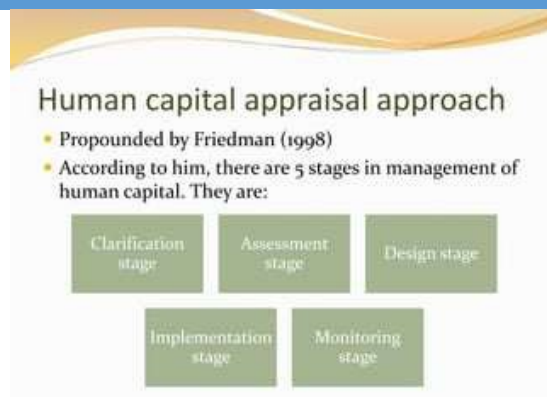 Human capital appraisal approach
Propounded by Friedman (1998)
According to him, there are 5 stages in management of
human capital. They are:
Clarification
stage
Assessment
stage
Design stage
Implementation
stage
Monitoring
stage